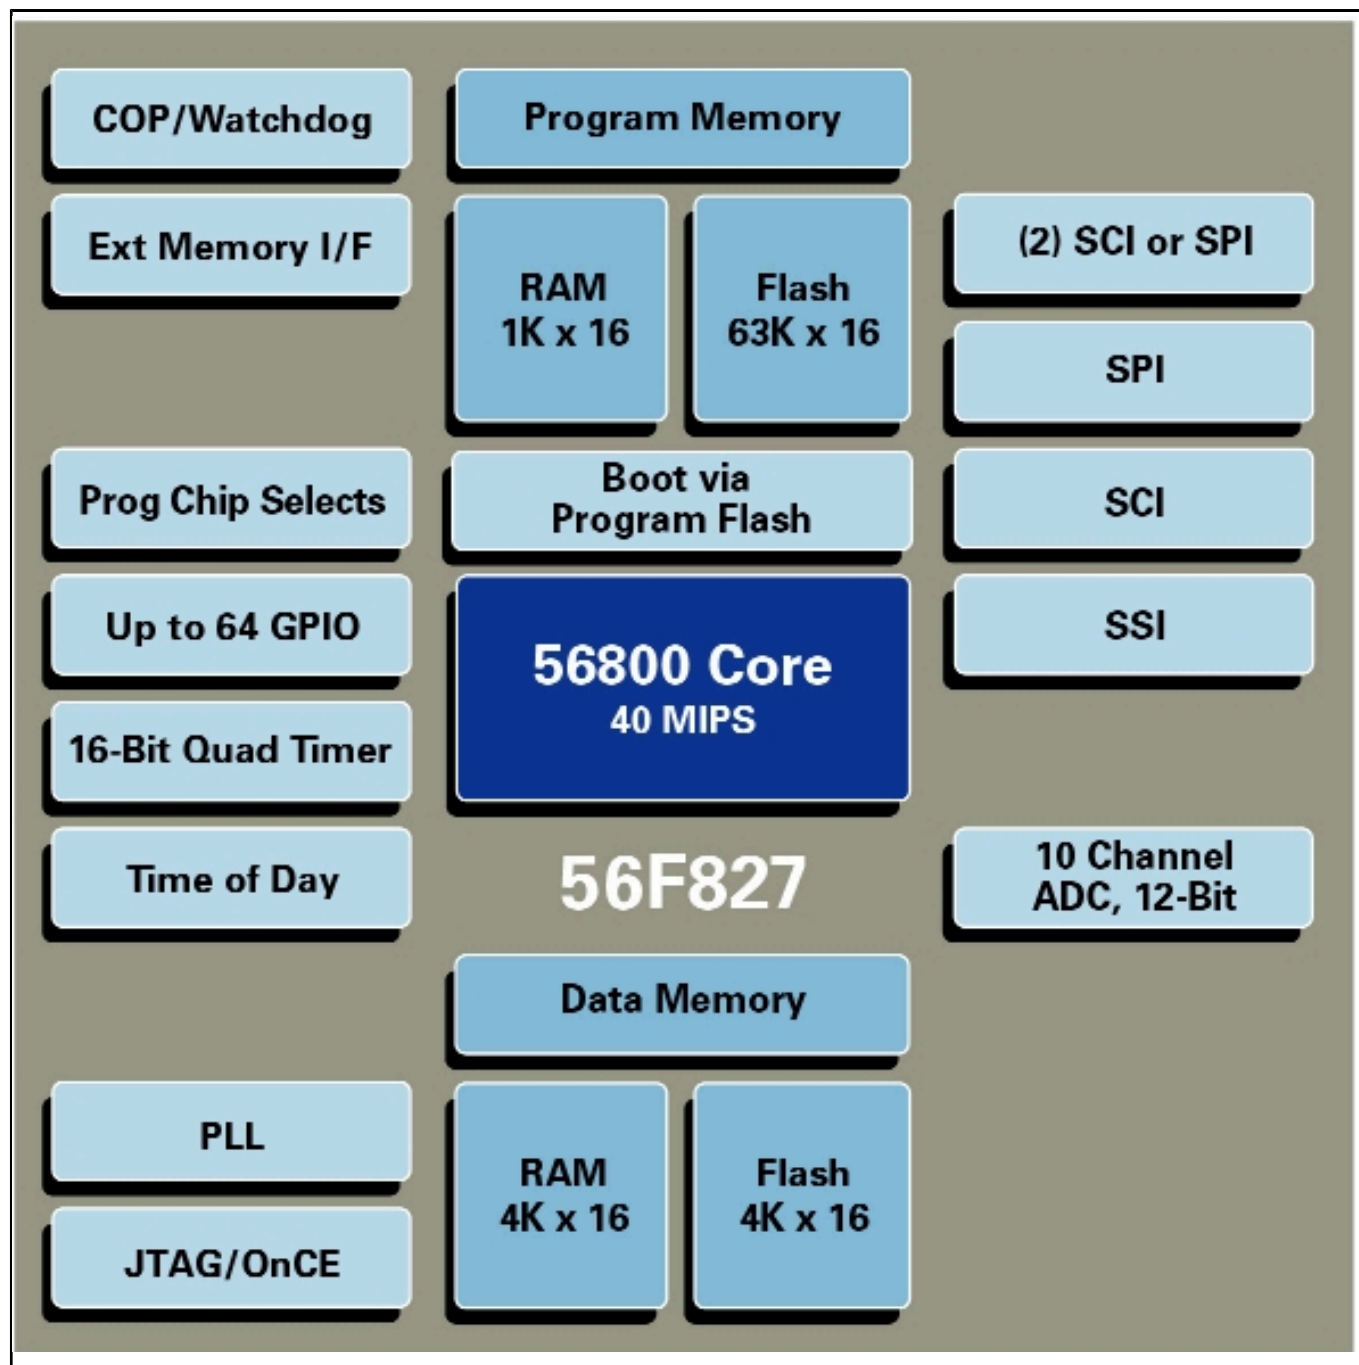 COP/Watchdog
Ext Memory I/F
Prog Chip Selects
Up to 64 GPIO
16-Bit Quad Timer
Time of Day
PLL
JTAG/OnCE
Program Memory
RAM
1K x 16
Flash
63K x 16
Boot via
Program Flash
56800 Core
40 MIPS
56F827
Data Memory
RAM
4K x 16
Flash
4K x 16
(2) SCI or SPI
SPI
SCI
SSI
10 Channel
ADC, 12-Bit